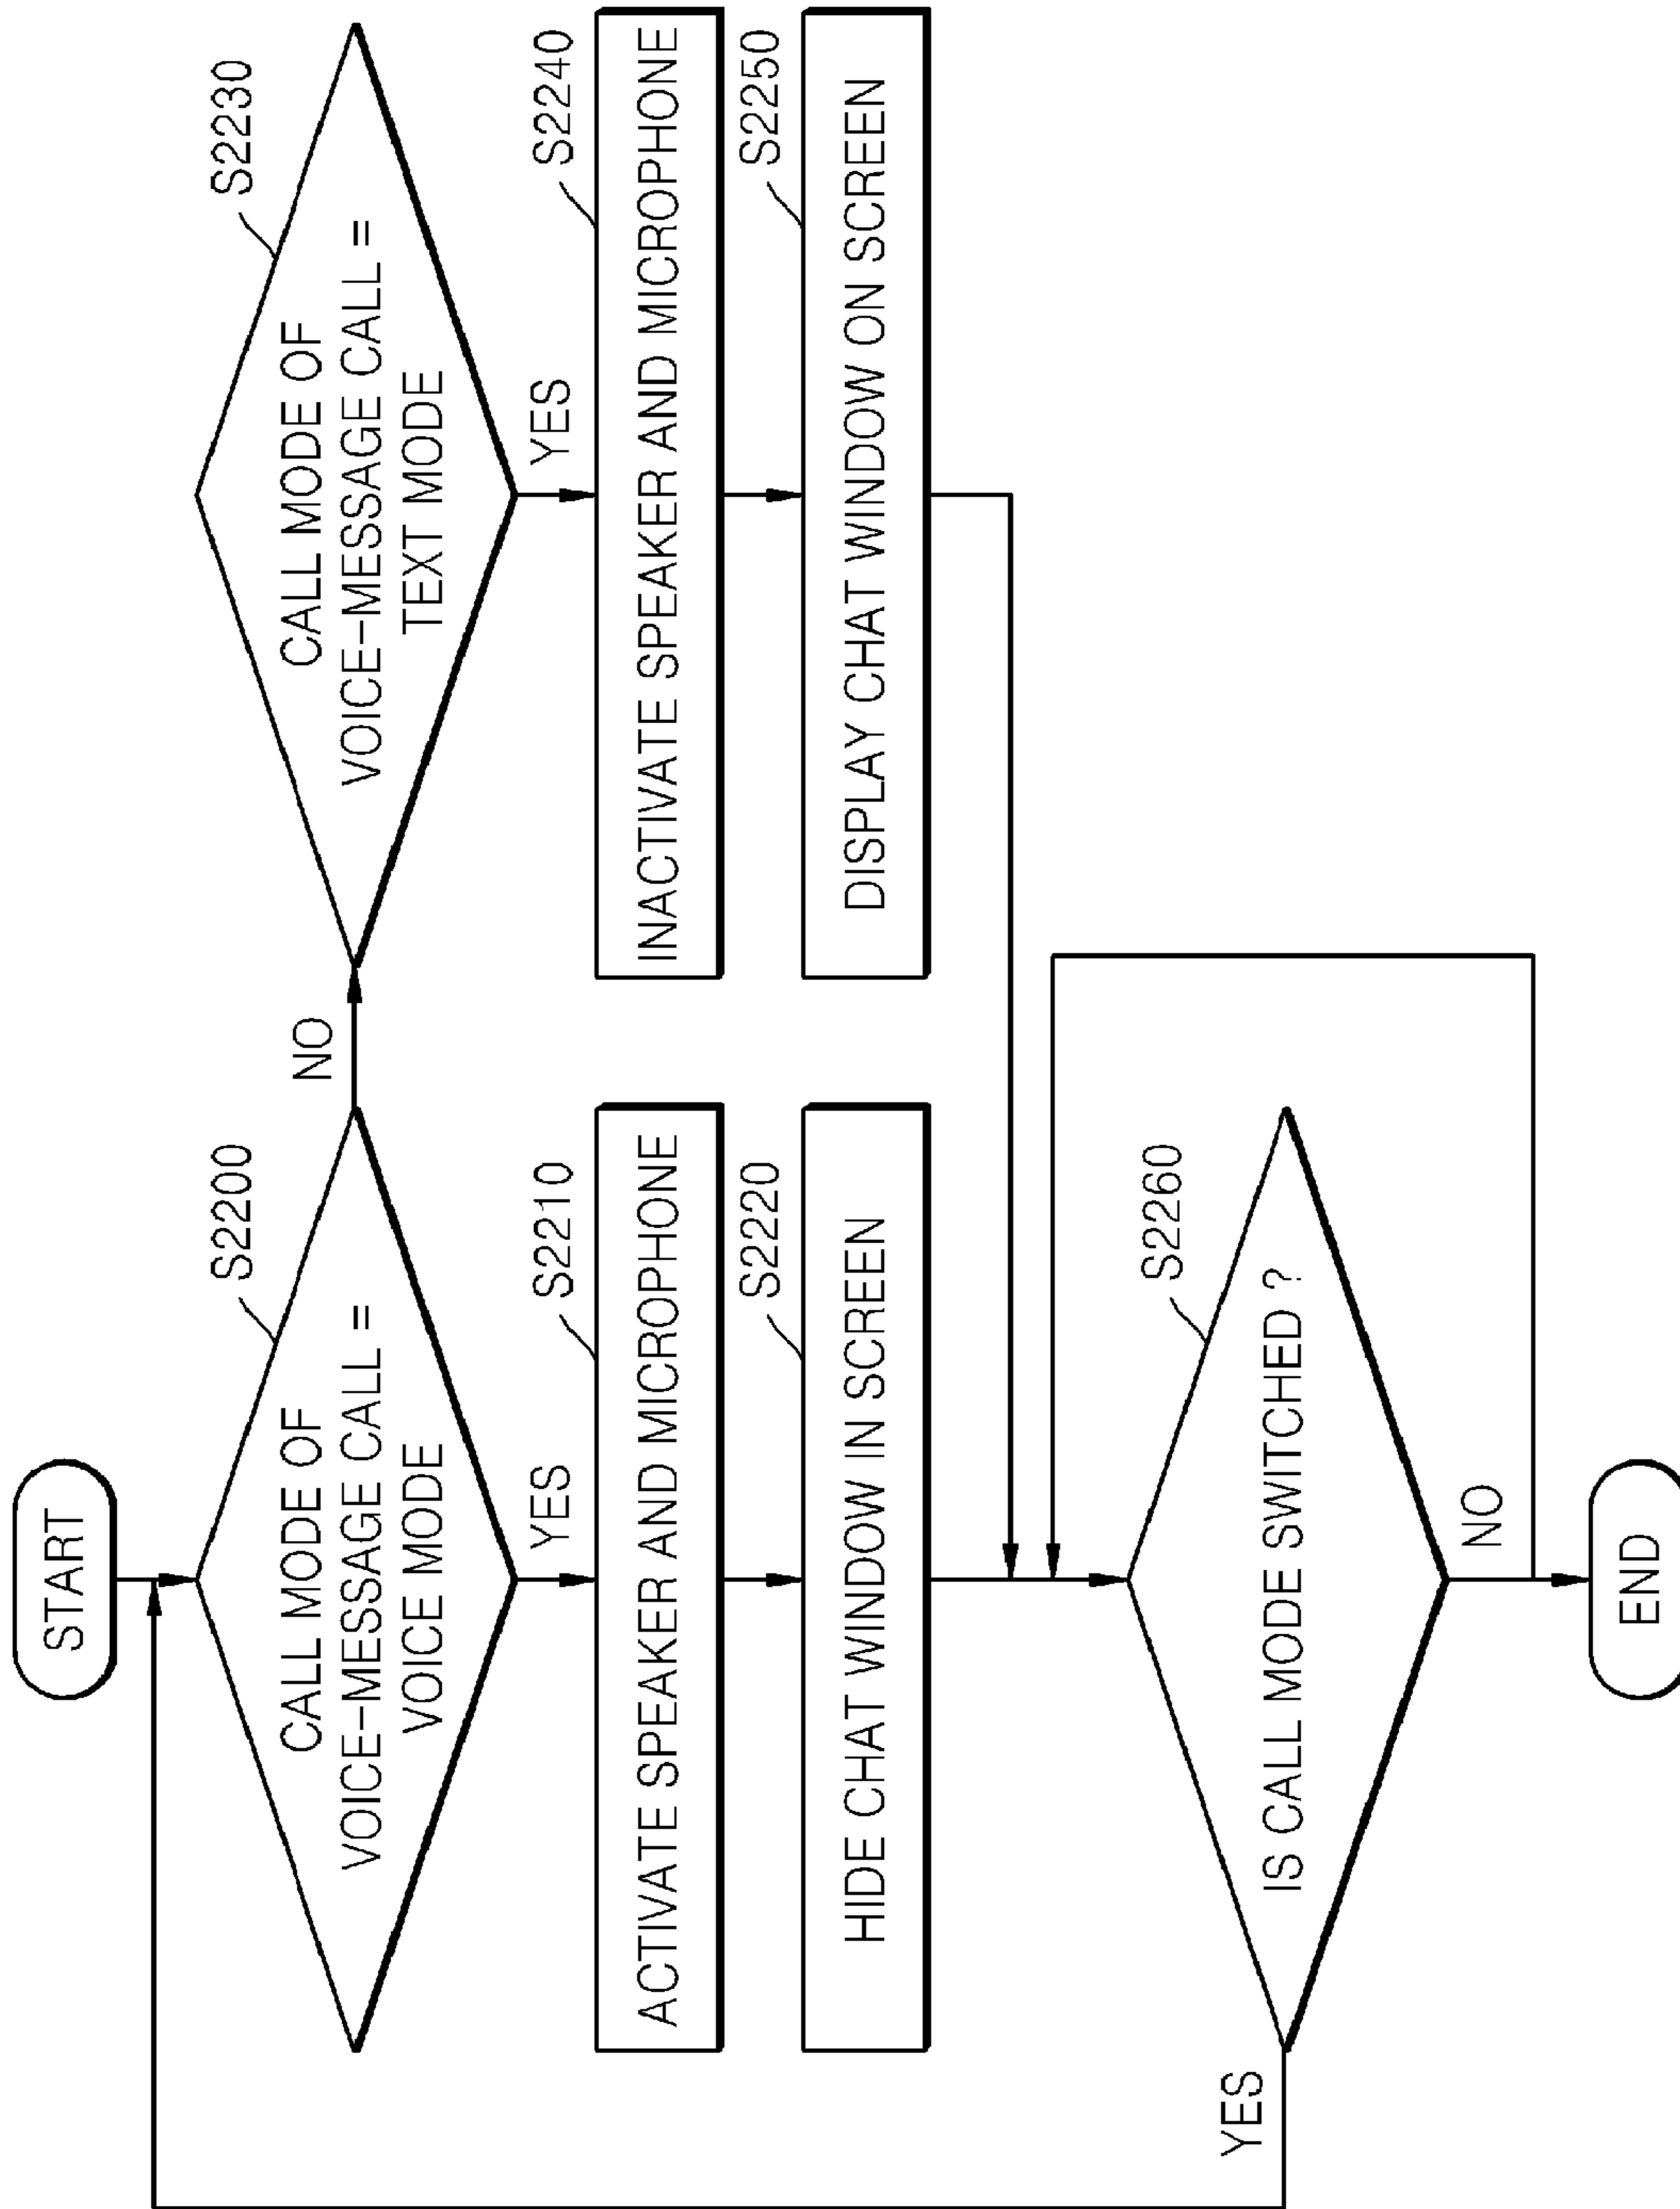 START
S2200
CALL MODE OF
VOICE-MESSAGE CALL =
VOICE MODE
NO
S2230
CALL MODE OF
VOICE-MESSAGE CALL =
TEXT MODE
YES
S2210
ACTIVATE SPEAKER AND MICROPHONE
YES
S2240
INACTIVATE SPEAKER AND MICROPHONE
S2220
HIDE CHAT WINDOW IN SCREEN
S2250
DISPLAY CHAT WINDOW ON SCREEN
S2260
IS CALL MODE SWITCHED ?
YES
NO
END